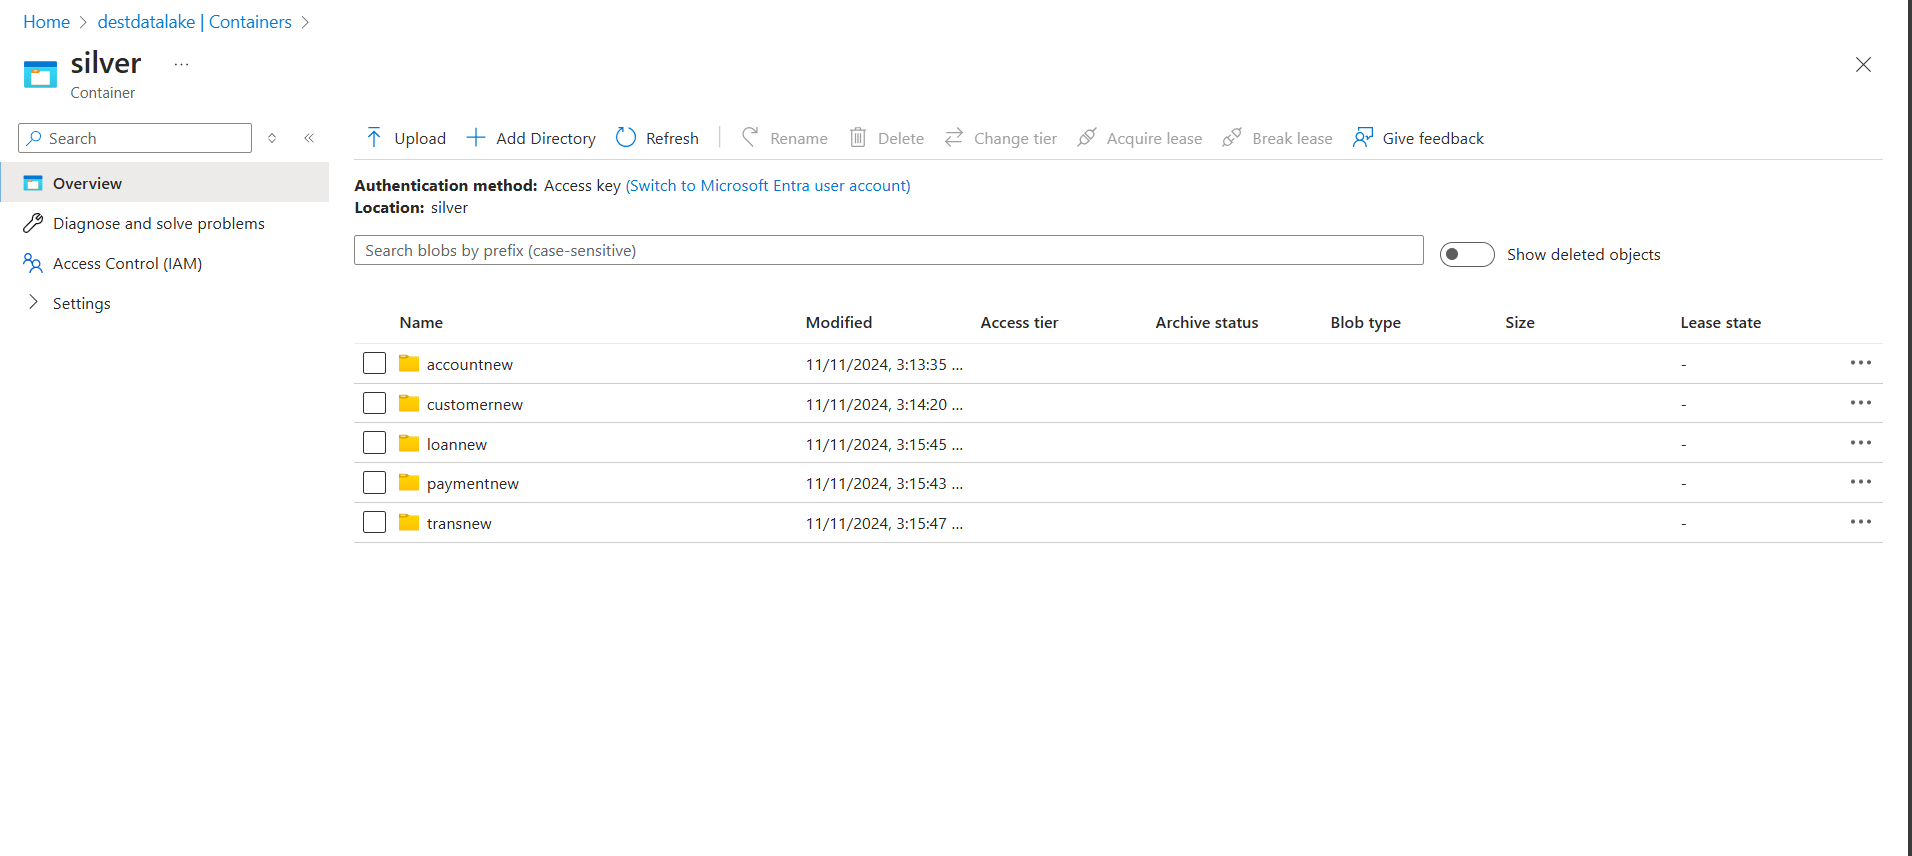 Home > destdatalake | Containers >
silver ...
Container
Search
Upload Add Directory Refresh Rename Delete Change tier Acquire lease Break lease Give feedback
Overview
Diagnose and solve problems
Access Control (IAM)
Settings
Authentication method: Access key (Switch to Microsoft Entra user account)
Location: silver
Search blobs by prefix (case-sensitive)
Show deleted objects
Name Modified Access tier Archive status Blob type Size Lease state
accountnew 11/11/2024, 3:13:35 ... -
customernew 11/11/2024, 3:14:20 ... -
loannew 11/11/2024, 3:15:45 ... -
paymentnew 11/11/2024, 3:15:43 ... -
transnew 11/11/2024, 3:15:47 ... -